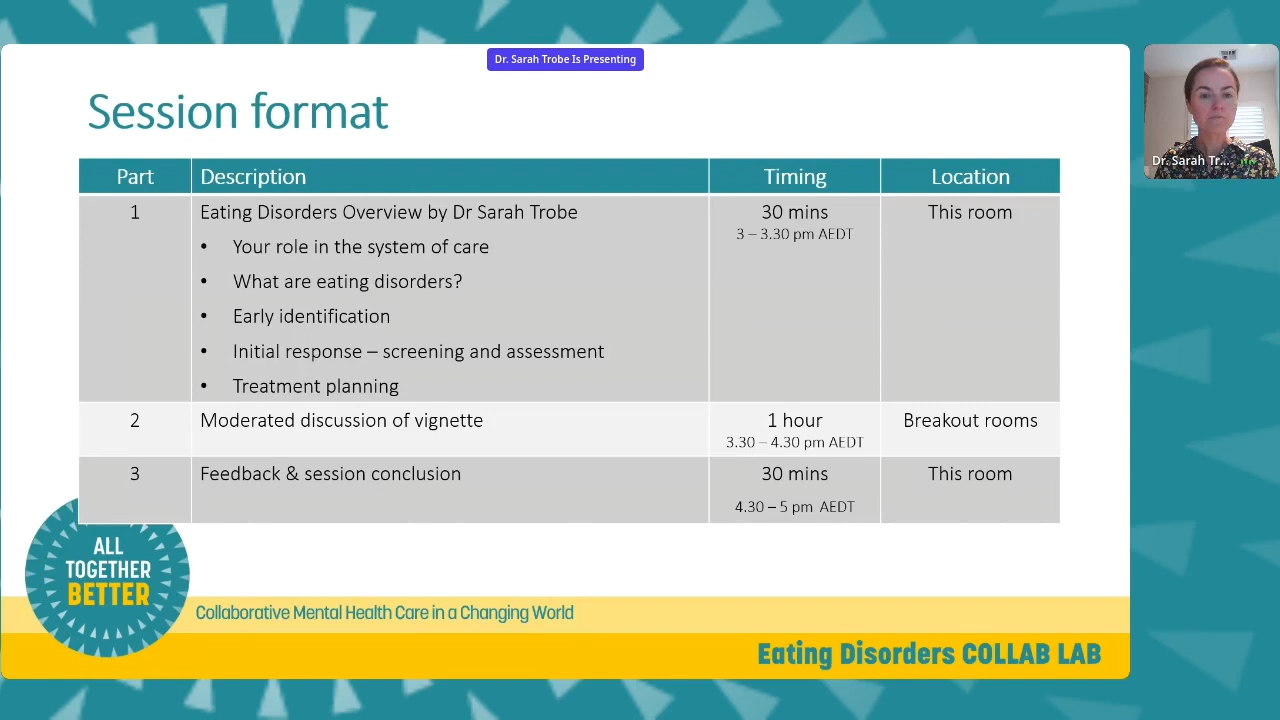 Dr. Sarah Trobe Is Presenting
Session format
Part Description Timing Location
1 Eating Disorders Overview by Dr Sarah Trobe 30 mins This room
3 – 3.30 pm AEDT
• Your role in the system of care
• What are eating disorders?
• Early identification
• Initial response – screening and assessment
• Treatment planning
2 Moderated discussion of vignette 1 hour Breakout rooms
3.30 – 4.30 pm AEDT
3 Feedback & session conclusion 30 mins This room
4.30 – 5 pm AEDT
ALL
TOGETHER
BETTER
Collaborative Mental Health Care in a Changing World
Eating Disorders COLLAB LAB
Dr. Sarah Tr...